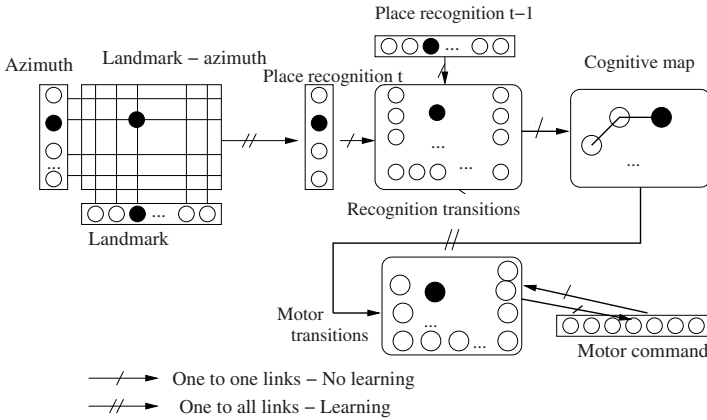 Place recognition t−1
Azimuth
Landmark − azimuth
Place recognition t
Cognitive map
...
...
...
...
...
...
...
Landmark
Recognition transitions
Motor
transitions
...
...
Motor command
One to one links − No learning
One to all links − Learning